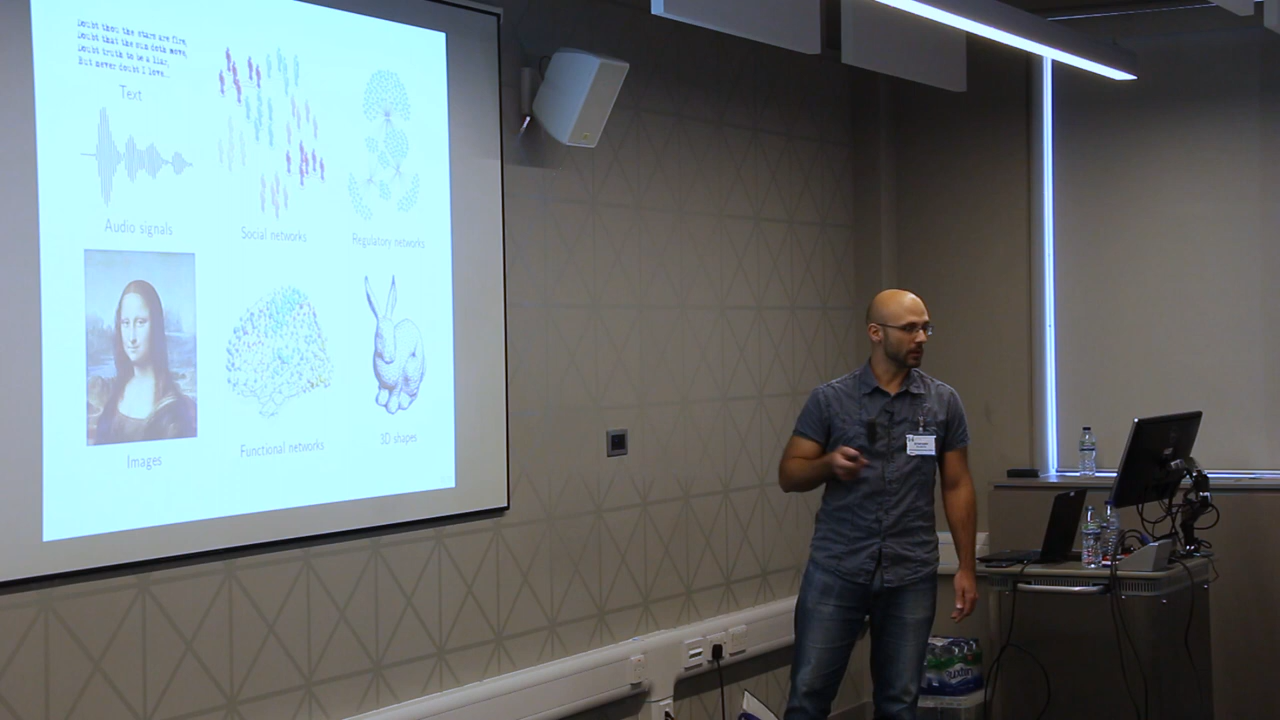 Doubt thou the stars are fire,
Doubt that the sun doth move,
Doubt truth to be a liar,
But never doubt I love..
Text
Audio signals
Social networks
Regulatory networks
Images
Functional networks
3D shapes
Buxton